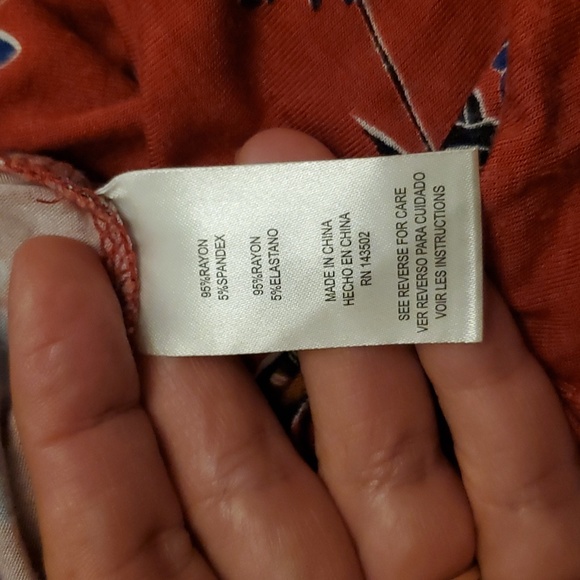 95%RAYON
5%SPANDEX
95%RAYON
5%ELASTANO
MADE IN CHINA
HECHO EN CHINA
RN 143502
SEE REVERSE FOR CARE
VER REVERSO PARA CUIDADO
VOIR LES INSTRUCTIONS